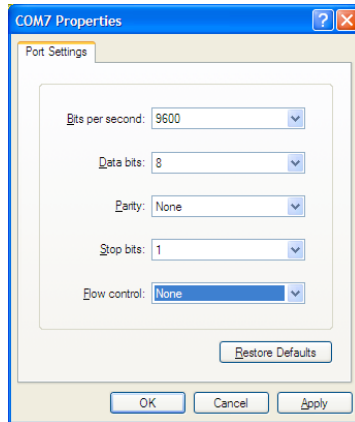 COM7 Properties
Port Settings
Bits per second: 9600
Data bits: 8
Parity: None
Stop bits: 1
Flow control: None
Restore Defaults
OK Cancel Apply